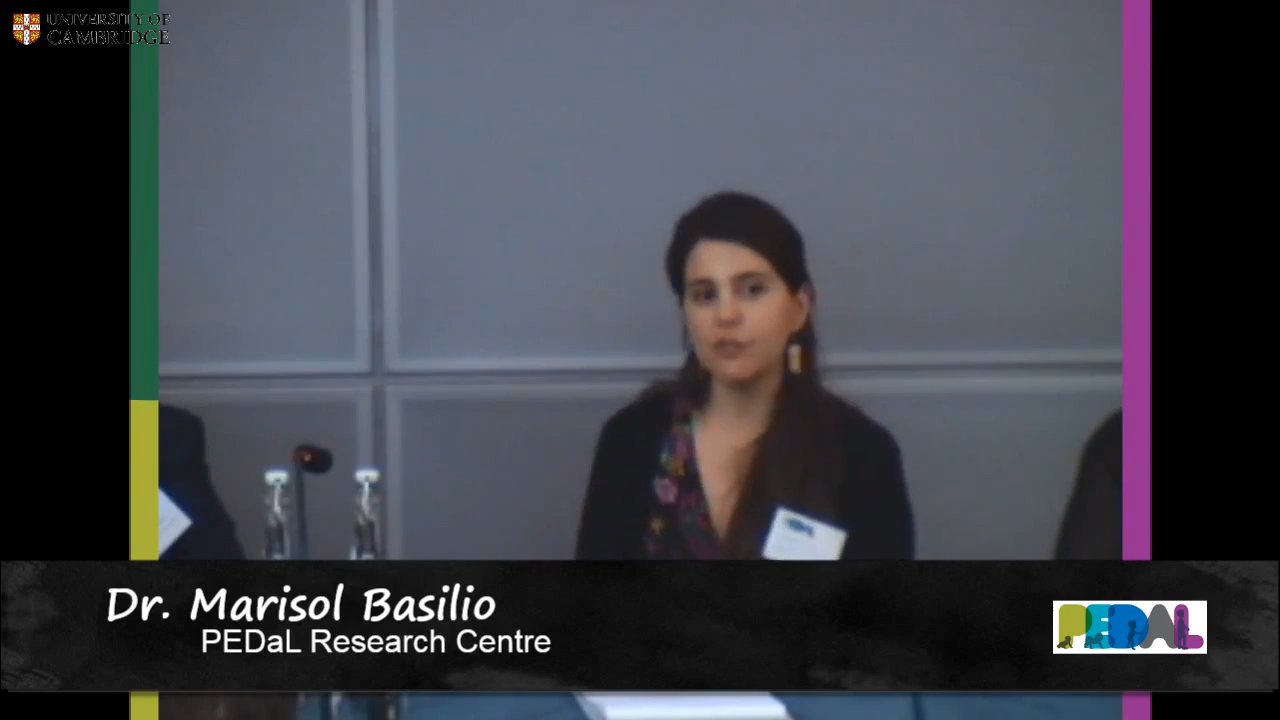 UNIVERSITY OF
CAMBRIDGE
Dr. Marisol Basilio
PEDaL Research Centre
PEDAL